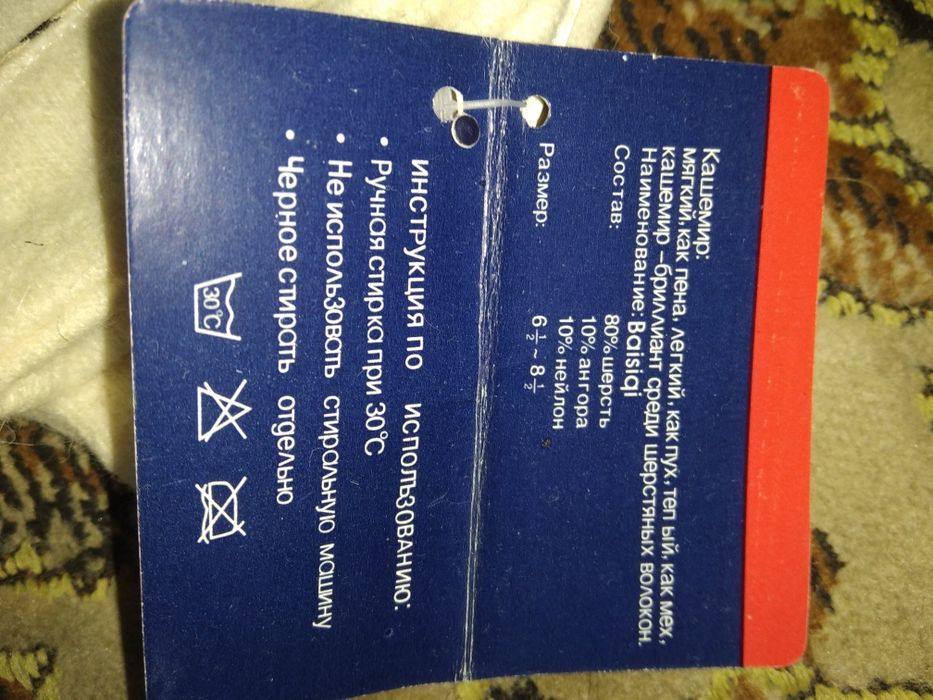 Кашемир:
мягкий, как пена, легкий, как пух, теп ый, как мех,
кашемир – бриллиант среди шерстяных волокон.
Наименование: Baisiqi
Состав: 80% шерсть
10% ангора
10% нейлон
Размер: 6 1/2 ~ 8 1/2
ИНСТРУКЦИЯ ПО ИСПОЛЬЗОВАНИЮ:
• Ручная стирка при 30°C
• Не использовать стиральную машину
• Черное стирать отдельно
30°C